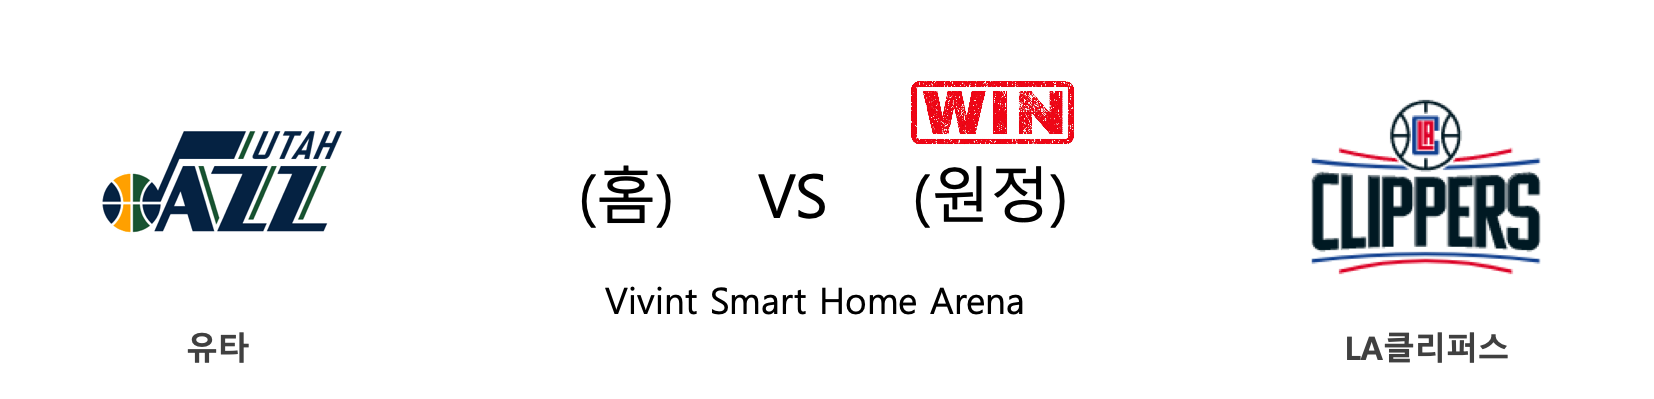 WIN
UTAH
JAZZ
(홈) VS (원정)
LA
CLIPPERS
Vivint Smart Home Arena
유타
LA클리퍼스